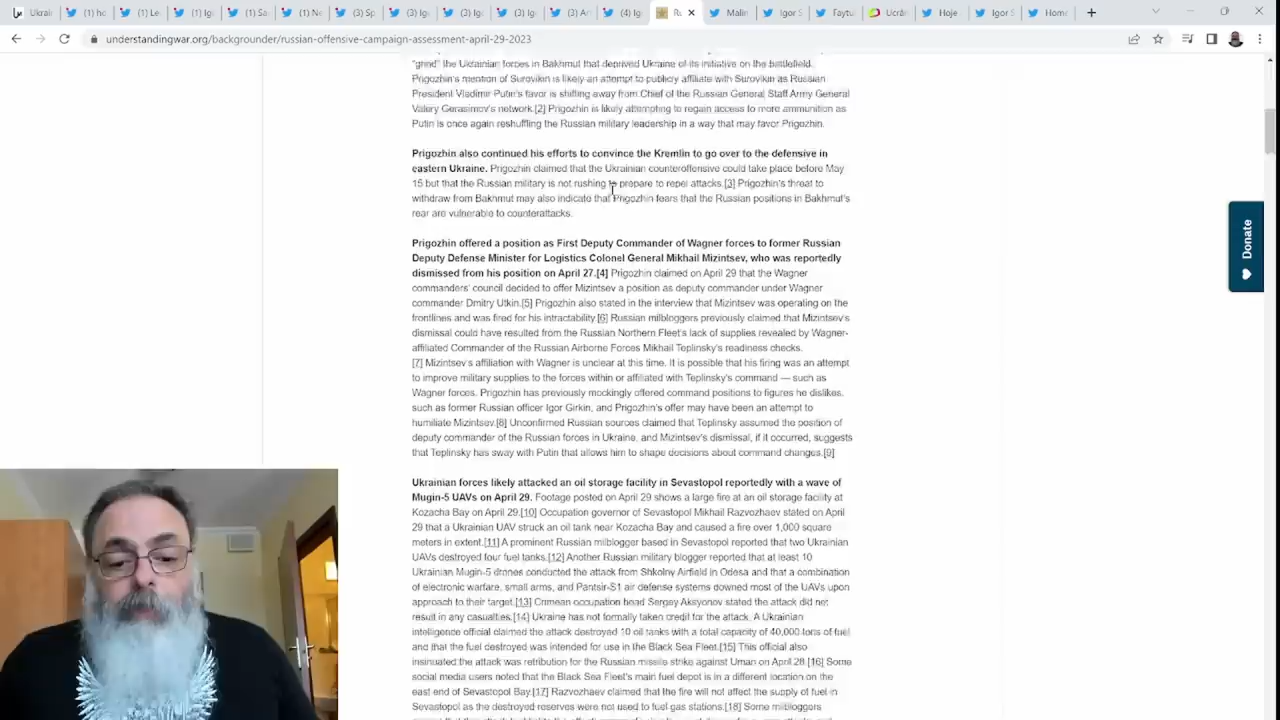 Ukrain
(1) ho
(1) Le
(1) Igo
(1) Sa
(1) Ne
(3) Sp
(3) Igo
(3) Igo
(3) Ar
(4) Igo
Ru
Malin
Igor S
Faytu
Ucrân
Hoje
Igor S
Home
understandingwar.org/backgrounder/russian-offensive-campaign-assessment-april-29-2023
"grind" the Ukrainian forces in Bakhmut that deprived Ukraine of its initiative on the battlefield.
Prigozhin's mention of Surovikin is likely an attempt to publicly affiliate with Surovikin as Russian
President Vladimir Putin's favor is shifting away from Chief of the Russian General Staff Army General
Valery Gerasimov's network.[2] Prigozhin is likely attempting to regain access to more ammunition as
Putin is once again reshuffling the Russian military leadership in a way that may favor Prigozhin.
Prigozhin also continued his efforts to convince the Kremlin to go over to the defensive in
eastern Ukraine. Prigozhin claimed that the Ukrainian counteroffensive could take place before May
15 but that the Russian military is not rushing to prepare to repel attacks.[3] Prigozhin's threat to
withdraw from Bakhmut may also indicate that Prigozhin fears that the Russian positions in Bakhmut's
rear are vulnerable to counterattacks.
Prigozhin offered a position as First Deputy Commander of Wagner forces to former Russian
Deputy Defense Minister for Logistics Colonel General Mikhail Mizintsev, who was reportedly
dismissed from his position on April 27.[4] Prigozhin claimed on April 29 that the Wagner
commanders' council decided to offer Mizintsev a position as deputy commander under Wagner
commander Dmitry Utkin.[5] Prigozhin also stated in the interview that Mizintsev was operating on the
frontlines and was fired for his intractability.[6] Russian milbloggers previously claimed that Mizintsev's
dismissal could have resulted from the Russian Northern Fleet's lack of supplies revealed by Wagner-
affiliated Commander of the Russian Airborne Forces Mikhail Teplinsky's readiness checks.
[7] Mizintsev's affiliation with Wagner is unclear at this time. It is possible that his firing was an attempt
to improve military supplies to the forces within or affiliated with Teplinsky's command — such as
Wagner forces. Prigozhin has previously mockingly offered command positions to figures he dislikes,
such as former Russian officer Igor Girkin, and Prigozhin's offer may have been an attempt to
humiliate Mizintsev.[8] Unconfirmed Russian sources claimed that Teplinsky assumed the position of
deputy commander of the Russian forces in Ukraine, and Mizintsev's dismissal, if it occurred, suggests
that Teplinsky has sway with Putin that allows him to shape decisions about command changes.[9]
Ukrainian forces likely attacked an oil storage facility in Sevastopol reportedly with a wave of
Mugin-5 UAVs on April 29. Footage posted on April 29 shows a large fire at an oil storage facility at
Kozacha Bay on April 29.[10] Occupation governor of Sevastopol Mikhail Razvozhaev stated on April
29 that a Ukrainian UAV struck an oil tank near Kozacha Bay and caused a fire over 1,000 square
meters in extent.[11] A prominent Russian milblogger based in Sevastopol reported that two Ukrainian
UAVs destroyed four fuel tanks.[12] Another Russian military blogger reported that at least 10
Ukrainian Mugin-5 drones conducted the attack from Shkolny Airfield in Odesa and that a combination
of electronic warfare, small arms, and Pantsir-S1 air defense systems downed most of the UAVs upon
approach to their target.[13] Crimean occupation head Sergey Aksyonov stated the attack did not
result in any casualties.[14] Ukraine has not formally taken credit for the attack. A Ukrainian
intelligence official claimed the attack destroyed 10 oil tanks with a total capacity of 40,000 tons of fuel
and that the fuel destroyed was intended for use in the Black Sea Fleet.[15] This official also
insinuated the attack was retribution for the Russian missile strike against Uman on April 28.[16] Some
social media users noted that the Black Sea Fleet's main fuel depot is in a different location on the
east end of Sevastopol Bay.[17] Razvozhaev claimed that the fire will not affect the supply of fuel in
Sevastopol as the destroyed reserves were not used to fuel gas stations.[18] Some milbloggers
Donate